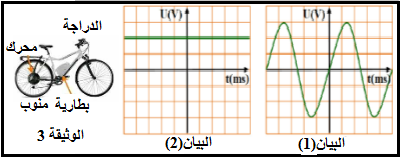 الدراجة
محرك
بطارية منوب
الوثيقة 3
U(V)
t(ms)
البيان(2)
U(V)
t(ms)
البيان(1)